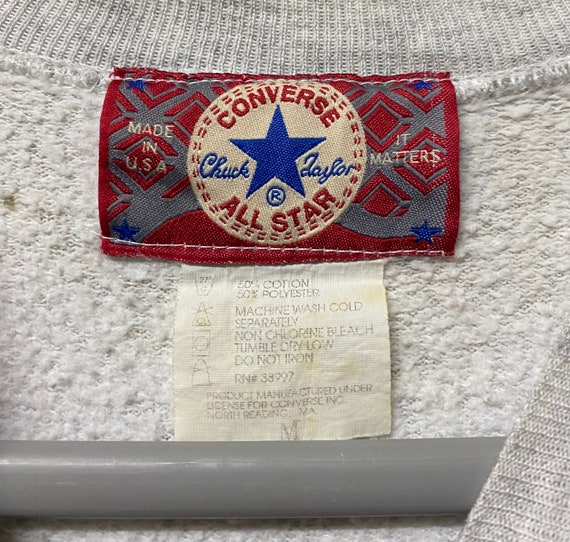 MADE
IN
U.S.A.
CONVERSE
Chuck Taylor
®
ALL STAR
IT
MATTERS
50% COTTON
50% POLYESTER
MACHINE WASH COLD
SEPARATELY
NON CHLORINE BLEACH
TUMBLE DRY LOW
DO NOT IRON
RN# 38997
PRODUCT MANUFACTURED UNDER
LICENSE FOR CONVERSE INC.
NORTH READING, MA
M